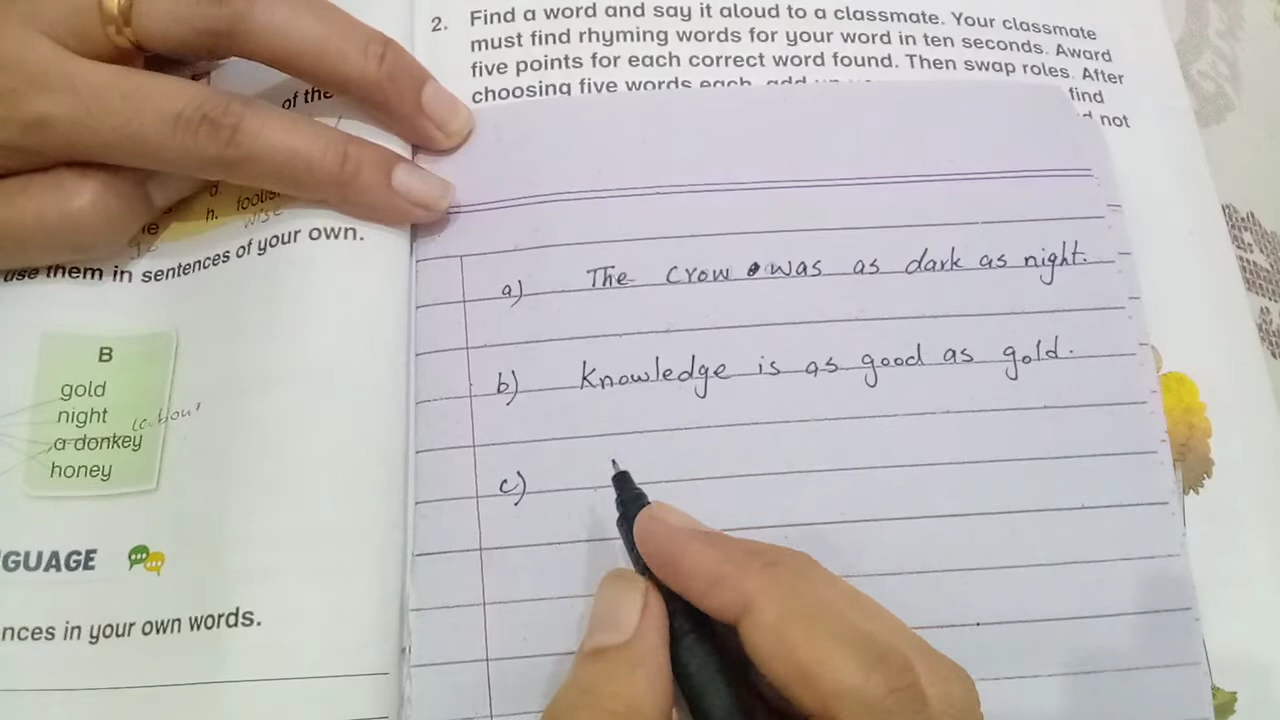 2. Find a word and say it aloud to a classmate. Your classmate
must find rhyming words for your word in ten seconds. Award
five points for each correct word found. Then swap roles. After
choosing five words each, add find
not
of the
d.
h. foolis
wise
use them in sentences of your own.
B
gold
night
a donkey
honey
GUAGE
nces in your own words.
a) The Crow was as dark as night.
b) Knowledge is as good as gold.
c)